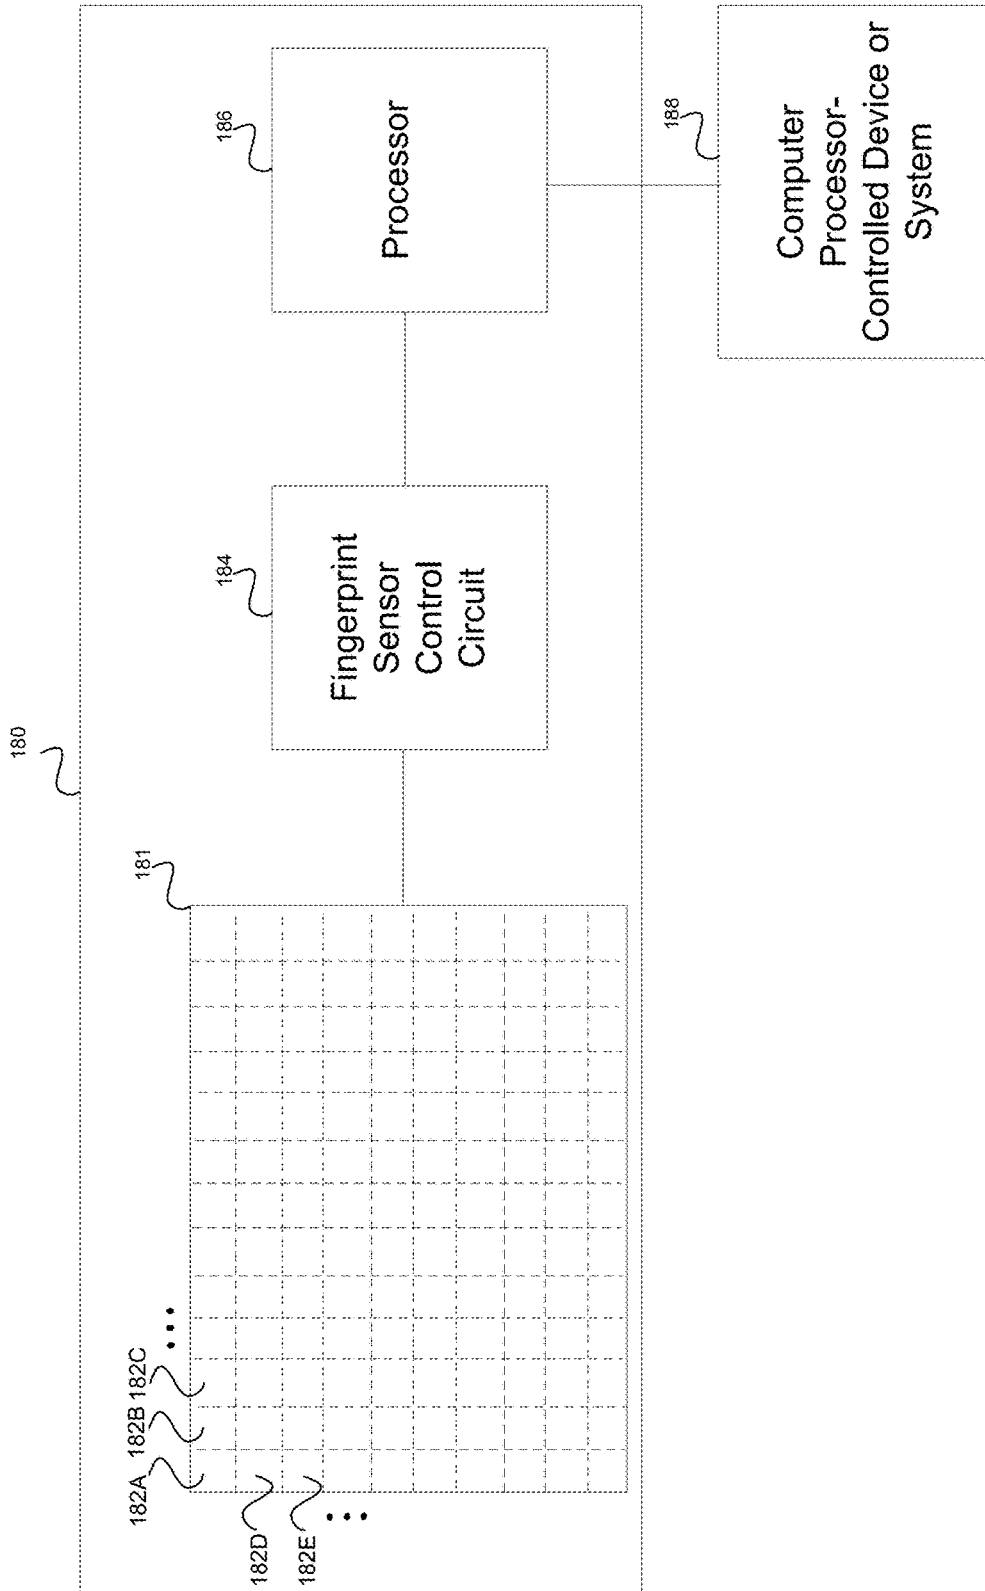 180
181
182A
182B
182C
...
182D
182E
...
184
Fingerprint
Sensor
Control
Circuit
186
Processor
188
Computer
Processor-
Controlled Device or
System